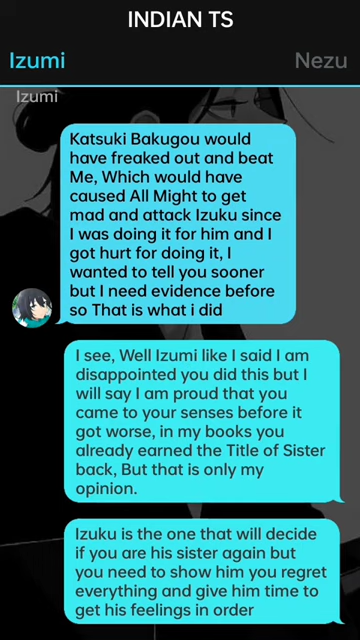 INDIAN TS
Izumi
Nezu
Izumi
Katsuki Bakugou would
have freaked out and beat
Me, Which would have
caused All Might to get
mad and attack Izuku since
I was doing it for him and I
got hurt for doing it, I
wanted to tell you sooner
but I need evidence before
so That is what i did
I see, Well Izumi like I said I am
disappointed you did this but I
will say I am proud that you
came to your senses before it
got worse, in my books you
already earned the Title of Sister
back, But that is only my
opinion.
Izuku is the one that will decide
if you are his sister again but
you need to show him you regret
everything and give him time to
get his feelings in order